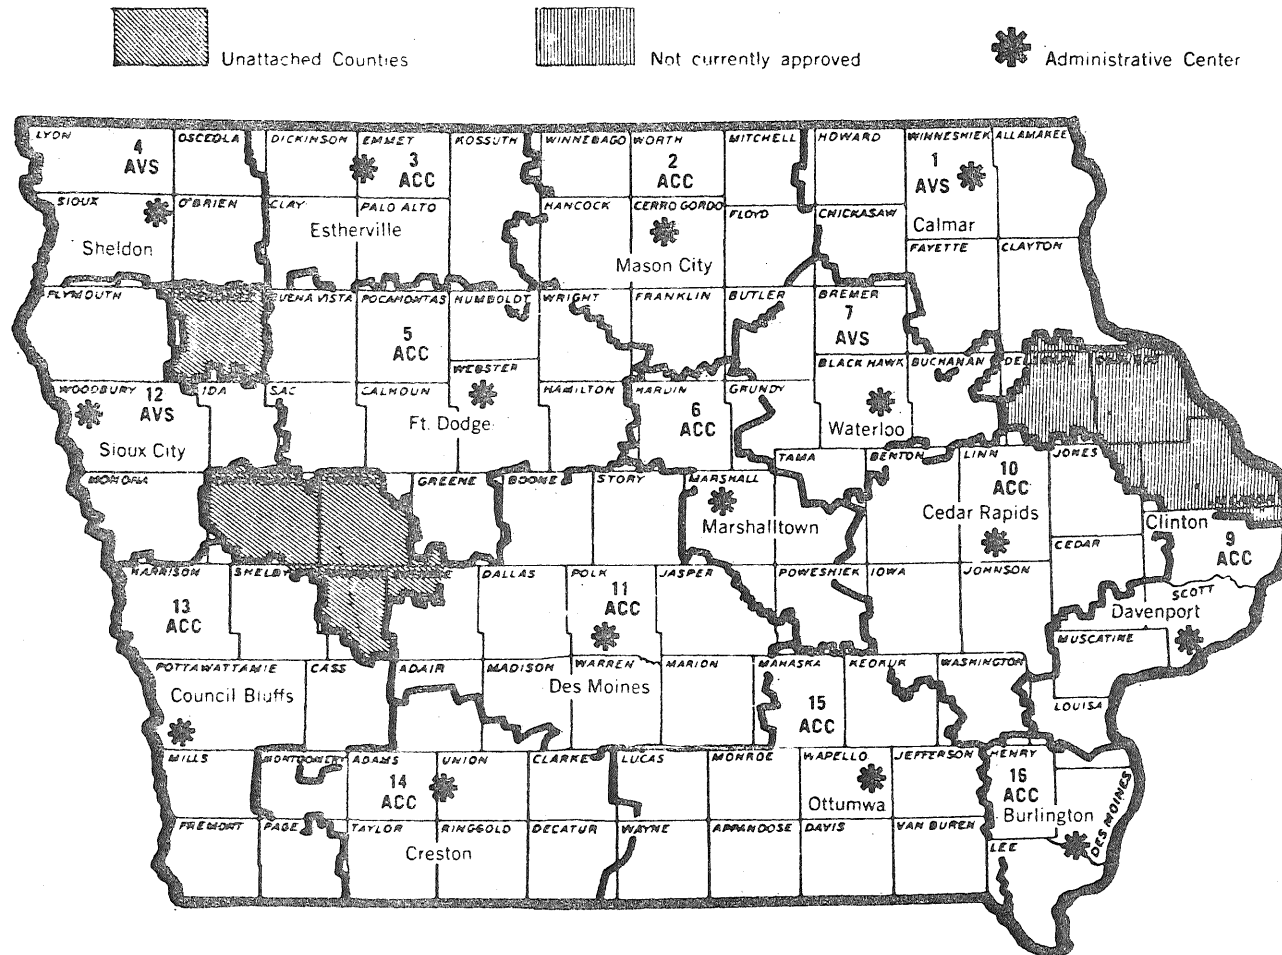 Unattached Counties
Not currently approved
Administrative Center
LYON
OSCEOLA
DICKINSON
EMMET
KOSSUTH
WINNEBAGO
WORTH
MITCHELL
HOWARD
WINNESHIEK
ALLAMAKEE
4
AVS
3
ACC
2
ACC
1
AVS
SIOUX
O'BRIEN
CLAY
PALO ALTO
HANCOCK
CERRO GORDO
FLOYD
CHICKASAW
Sheldon
Estherville
Mason City
Calmar
FAYETTE
CLAYTON
PLYMOUTH
BUENA VISTA
POCAHONTAS
HUMBOLDT
WRIGHT
FRANKLIN
BUTLER
BREMER
5
ACC
7
AVS
WEBSTER
BLACK HAWK
BUCHANAN
WOODBURY
12
AVS
IDA
SAC
CALHOUN
HAMILTON
HARDIN
GRUNDY
6
ACC
Sioux City
Ft. Dodge
Waterloo
MONONA
GREENE
BOONE
STORY
MARSHALL
TAMA
BENTON
LINN
JONES
10
ACC
Marshalltown
Cedar Rapids
Clinton
9
ACC
CEDAR
HARRISON
SHELBY
DALLAS
POLK
JASPER
POWESHIEK
IOWA
JOHNSON
SCOTT
13
ACC
11
ACC
Davenport
MUSCATINE
POTTAWATTAMIE
CASS
ADAIR
MADISON
WARREN
MARION
MAHASKA
KEOKUK
WASHINGTON
Council Bluffs
Des Moines
15
ACC
LOUISA
MILLS
MONTGOMERY
ADAMS
UNION
CLARKE
LUCAS
MONROE
WAPELLO
JEFFERSON
HENRY
14
ACC
16
ACC
Ottumwa
Burlington
DES MOINES
FREMONT
PAGE
TAYLOR
RINGGOLD
DECATUR
WAYNE
APPANOOSE
DAVIS
VAN BUREN
LEE
Creston